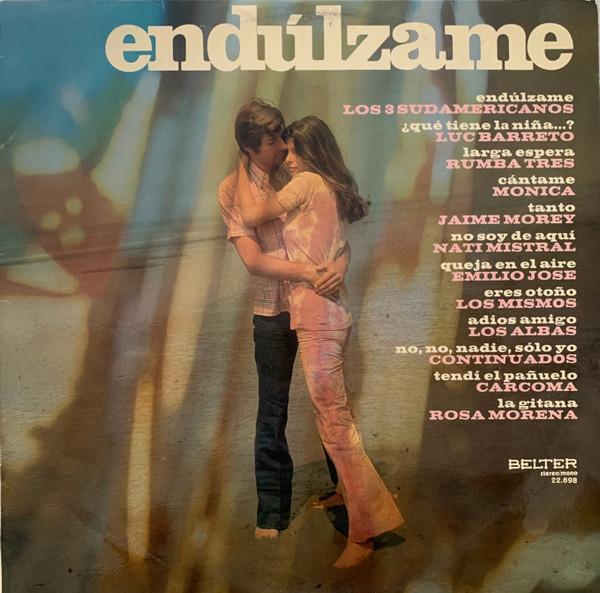 endúlzame
endúlzame
LOS 3 SUDAMERICANOS
¿qué tiene la niña...?
LUC BARRETO
larga espera
RUMBA TRES
cántame
MONICA
tanto
JAIME MOREY
no soy de aquí
NATI MISTRAL
queja en el aire
EMILIO JOSE
eres otoño
LOS MISMOS
adios amigo
LOS ALBAS
no, no, nadie, sólo yo
CONTINUADOS
tendí el pañuelo
CARCOMA
la gitana
ROSA MORENA
BELTER
stereo/mono
22.698